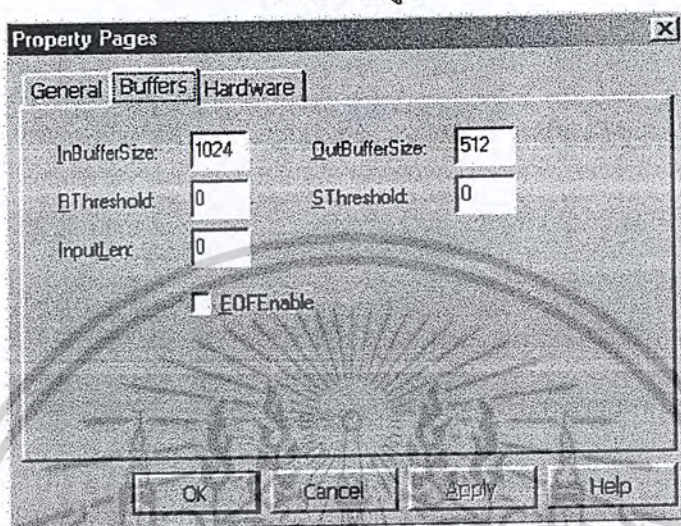 Property Pages
General Buffers Hardware
InBufferSize: 1024 OutBufferSize: 512
RThreshold: 0 SThreshold: 0
InputLen: 0
EOFEnable
OK Cancel Apply Help